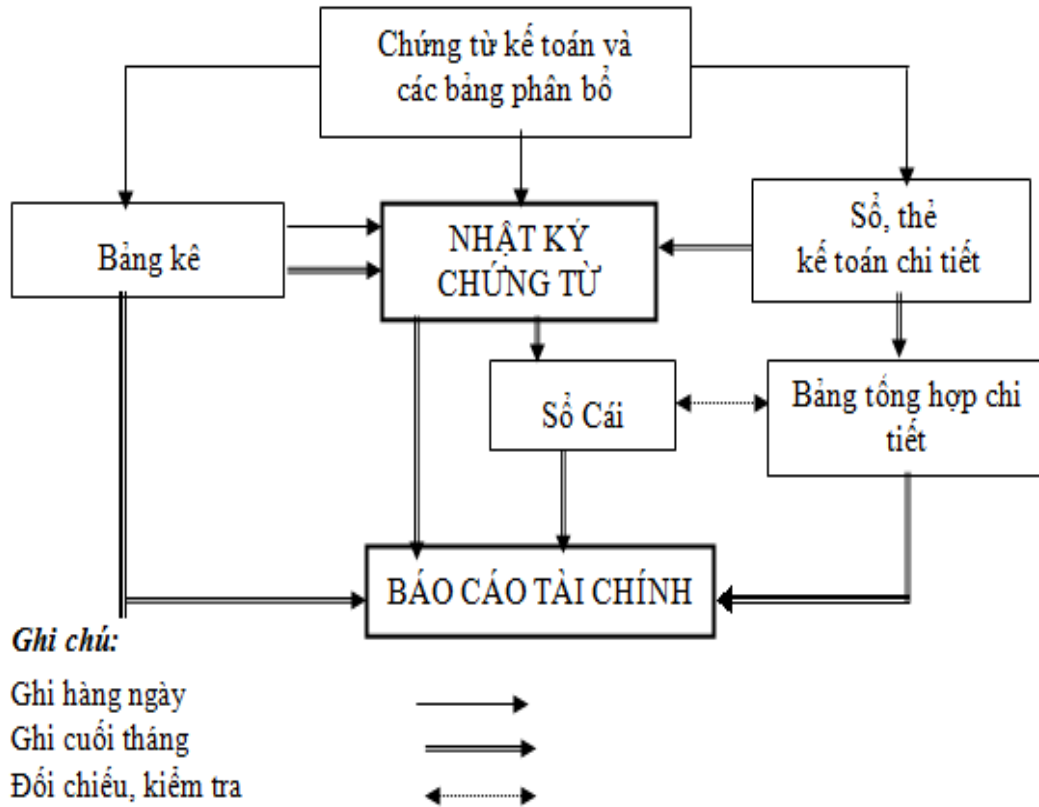 Chứng từ kế toán và
các bảng phân bổ
Bảng kê
NHẬT KÝ
CHỨNG TỪ
Sổ, thẻ
kế toán chi tiết
Sổ Cái
Bảng tổng hợp chi
tiết
BÁO CÁO TÀI CHÍNH
Ghi chú:
Ghi hàng ngày
Ghi cuối tháng
Đối chiếu, kiểm tra